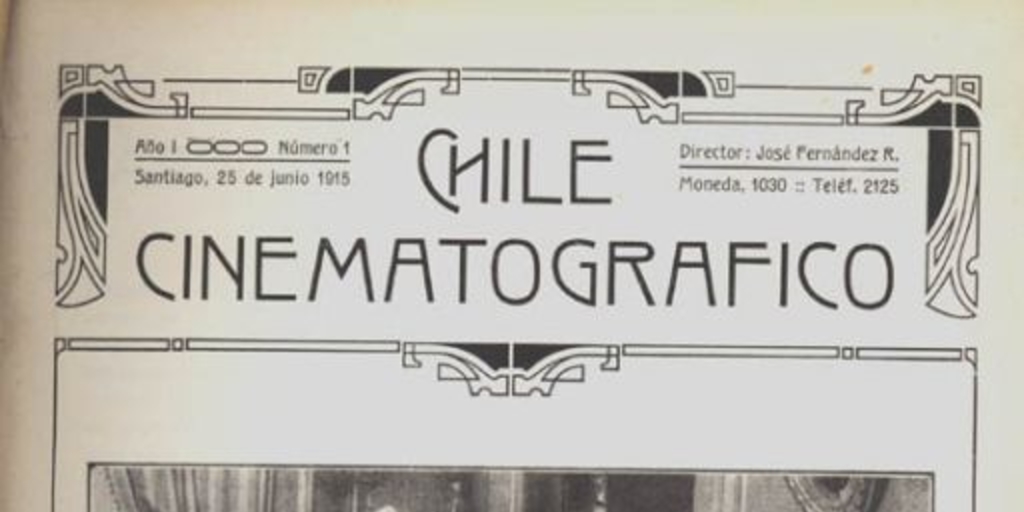 Año I Número 1
Santiago, 25 de junio 1915
CHILE
CINEMATOGRAFICO
Director: José Fernández R.
Moneda, 1030 :: Teléf. 2125